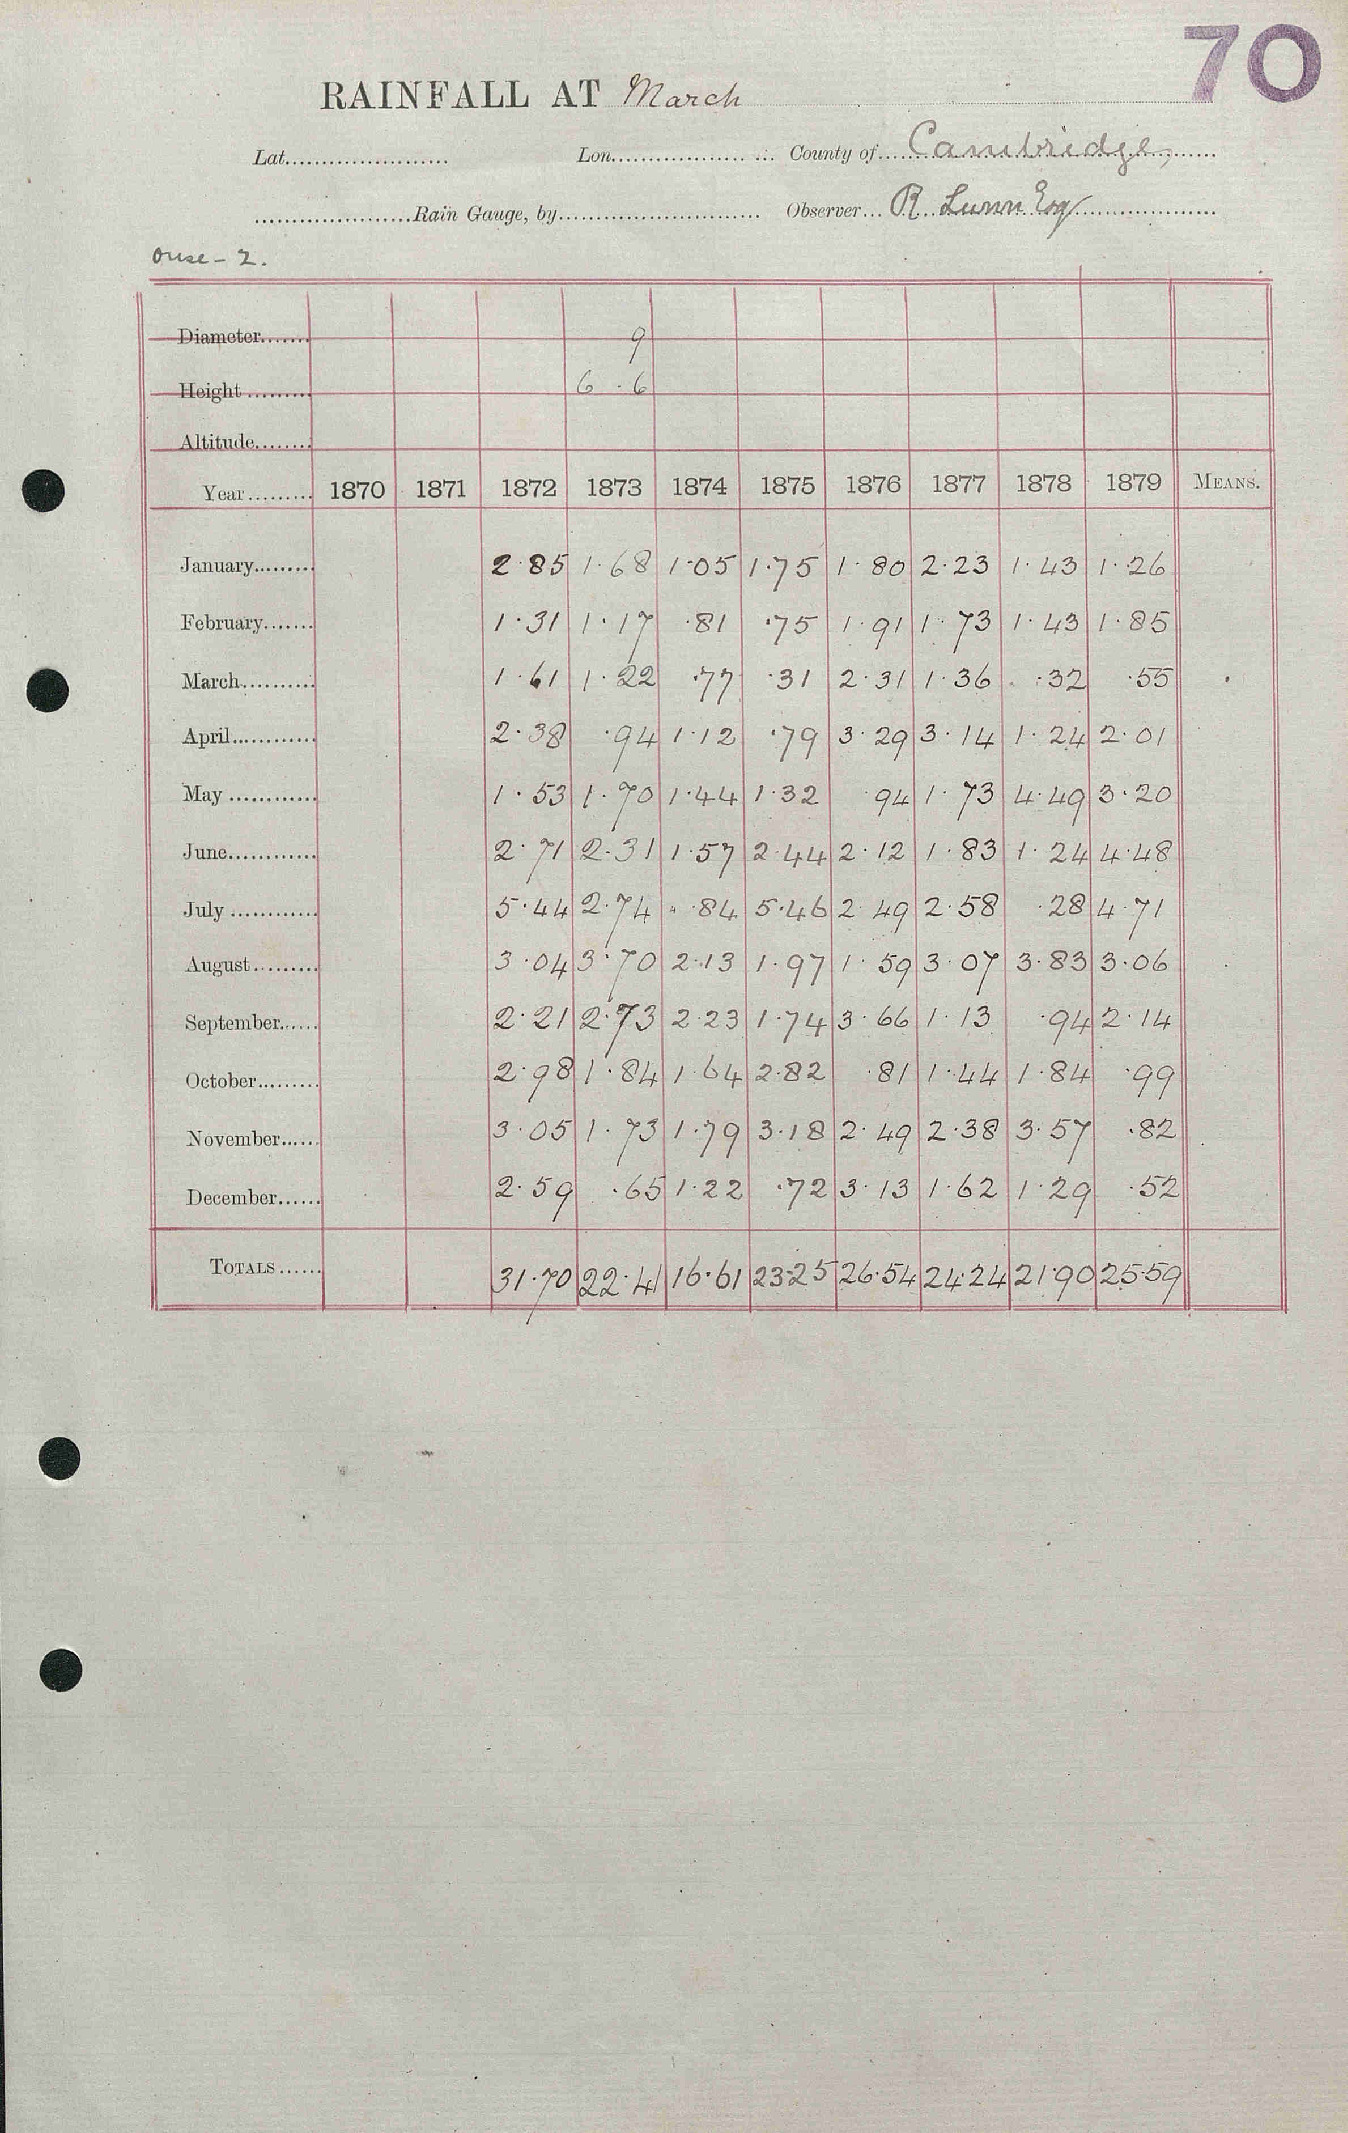 70
RAINFALL AT March
Lat. Lon. County of Cambridge,
Rain Gauge, by Observer R Lunn Esq
Ouse - 2.
Diameter 9
Height 6 . 6
Altitude
Year 1870 1871 1872 1873 1874 1875 1876 1877 1878 1879 MEANS.
January 2.85 1.68 1.05 1.75 1.80 2.23 1.43 1.26
February 1.31 1.17 .81 .75 1.91 1.73 1.43 1.85
March 1.61 1.22 .77 .31 2.31 1.36 .32 .55
April 2.38 .94 1.12 .79 3.29 3.14 1.24 2.01
May 1.53 1.70 1.44 1.32 .94 1.73 4.49 3.20
June 2.71 2.31 1.57 2.44 2.12 1.83 1.24 4.48
July 5.44 2.74 .84 5.46 2.49 2.58 .28 4.71
August 3.04 3.70 2.13 1.97 1.59 3.07 3.83 3.06
September 2.21 2.73 2.23 1.74 3.66 1.13 .94 2.14
October 2.98 1.84 1.64 2.82 .81 1.44 1.84 .99
November 3.05 1.73 1.79 3.18 2.49 2.38 3.57 .82
December 2.59 .65 1.22 .72 3.13 1.62 1.29 .52
TOTALS 31.70 22.41 16.61 23.25 26.54 24.24 21.90 25.59